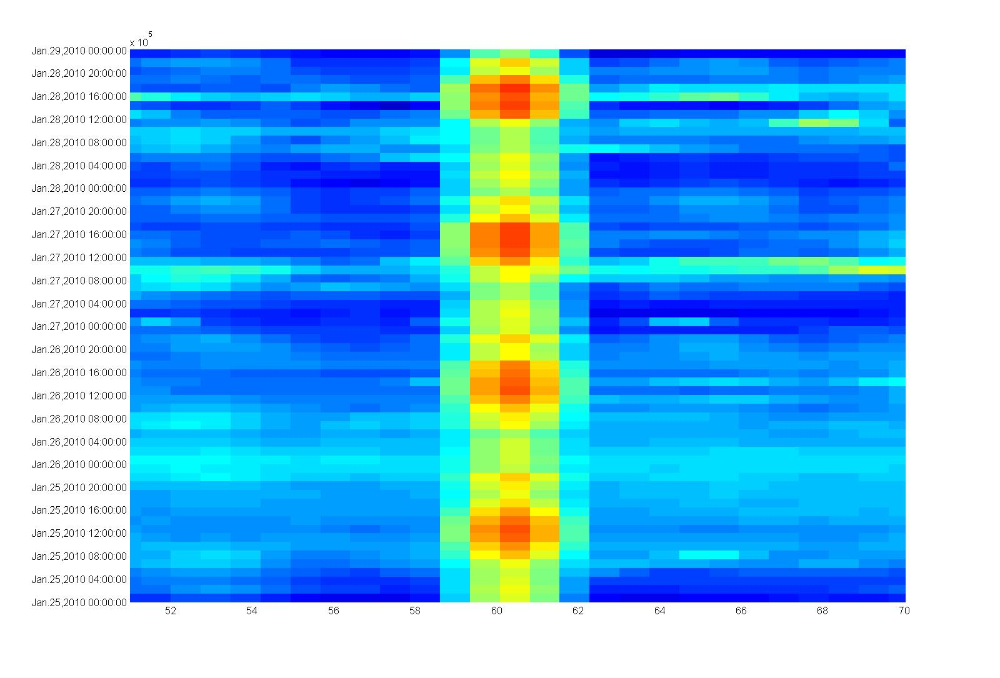 x 10^5
Jan.29,2010 00:00:00
Jan.28,2010 20:00:00
Jan.28,2010 16:00:00
Jan.28,2010 12:00:00
Jan.28,2010 08:00:00
Jan.28,2010 04:00:00
Jan.28,2010 00:00:00
Jan.27,2010 20:00:00
Jan.27,2010 16:00:00
Jan.27,2010 12:00:00
Jan.27,2010 08:00:00
Jan.27,2010 04:00:00
Jan.27,2010 00:00:00
Jan.26,2010 20:00:00
Jan.26,2010 16:00:00
Jan.26,2010 12:00:00
Jan.26,2010 08:00:00
Jan.26,2010 04:00:00
Jan.26,2010 00:00:00
Jan.25,2010 20:00:00
Jan.25,2010 16:00:00
Jan.25,2010 12:00:00
Jan.25,2010 08:00:00
Jan.25,2010 04:00:00
Jan.25,2010 00:00:00
52 54 56 58 60 62 64 66 68 70